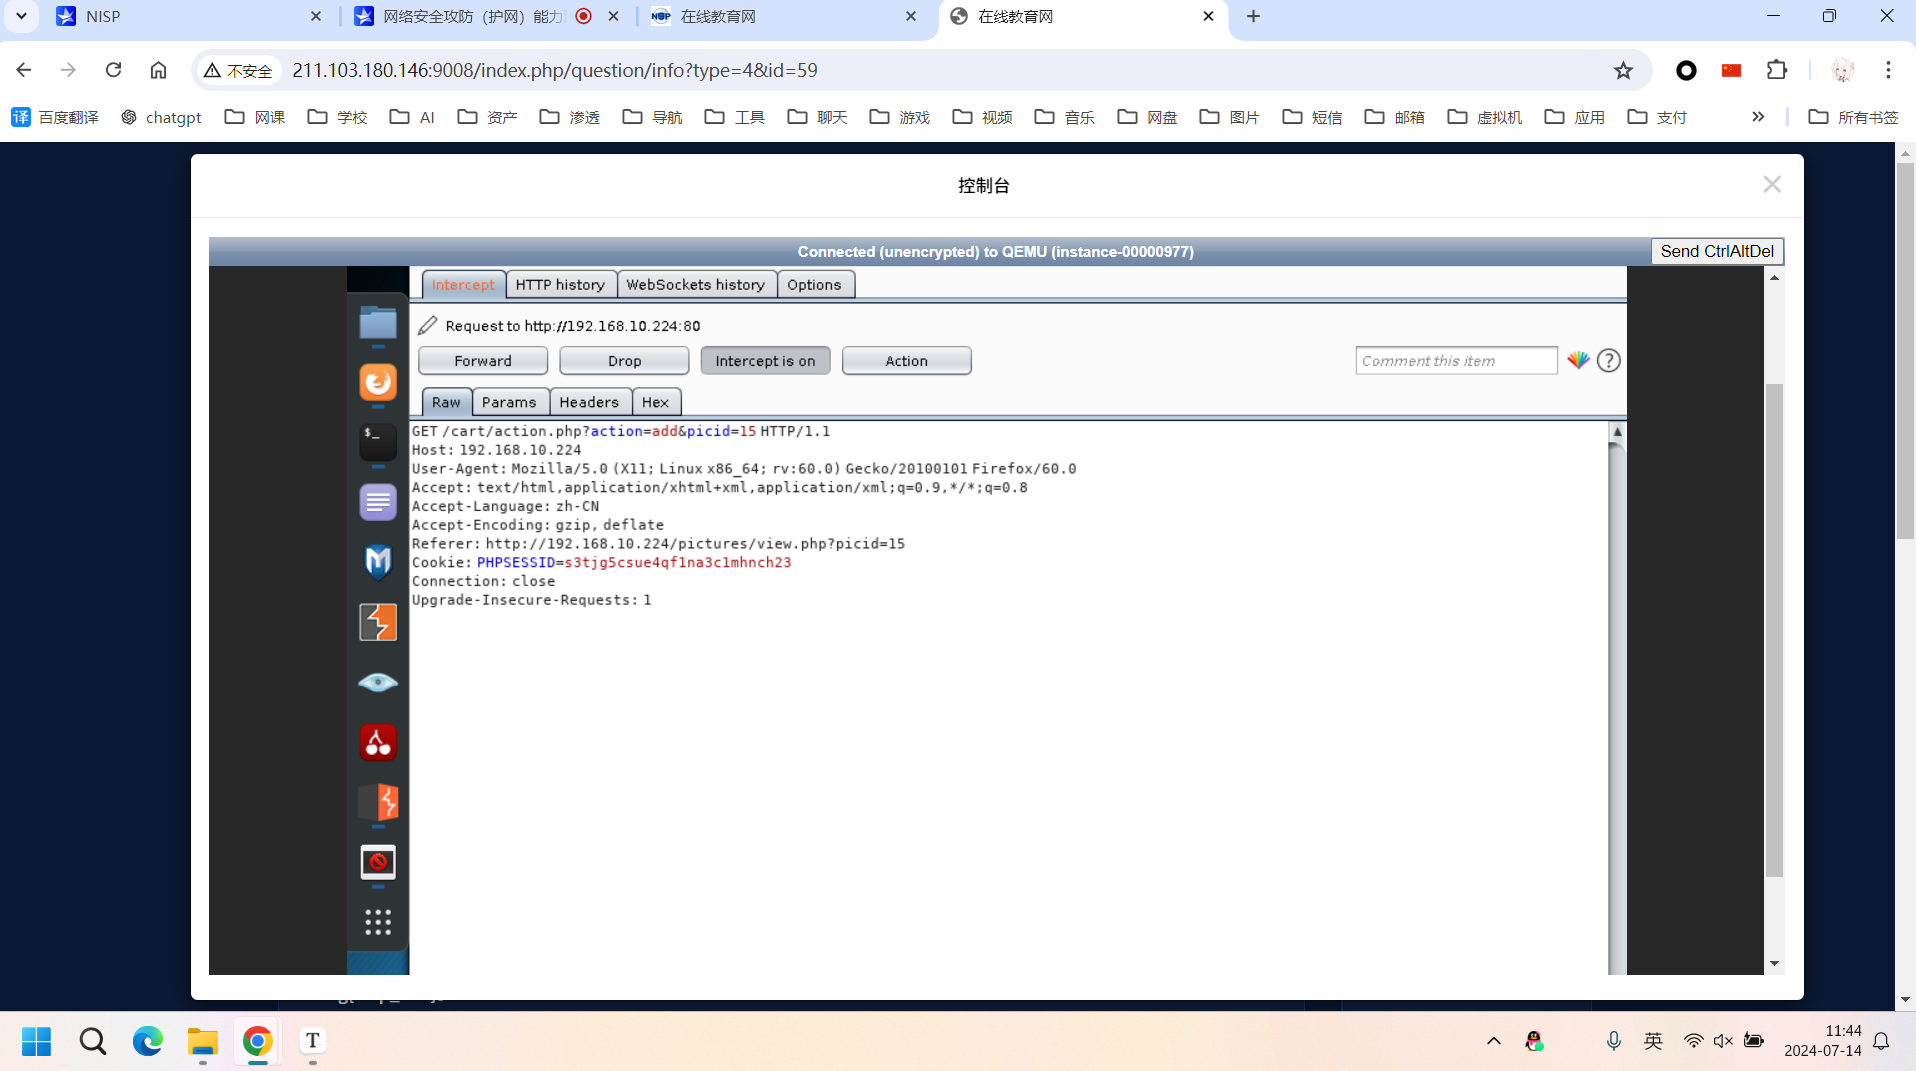 NISP
网络安全攻防（护网）能力
在线教育网
在线教育网
不安全
211.103.180.146:9008/index.php/question/info?type=4&id=59
百度翻译
chatgpt
网课
学校
AI
资产
渗透
导航
工具
聊天
游戏
视频
音乐
网盘
图片
短信
邮箱
虚拟机
应用
支付
所有书签
控制台
Connected (unencrypted) to QEMU (instance-00000977)
Send CtrlAltDel
Intercept
HTTP history
WebSockets history
Options
Request to http://192.168.10.224:80
Forward
Drop
Intercept is on
Action
Comment this item
Raw
Params
Headers
Hex
GET /cart/action.php?action=add&picid=15 HTTP/1.1
Host: 192.168.10.224
User-Agent: Mozilla/5.0 (X11; Linux x86_64; rv:60.0) Gecko/20100101 Firefox/60.0
Accept: text/html,application/xhtml+xml,application/xml;q=0.9,*/*;q=0.8
Accept-Language: zh-CN
Accept-Encoding: gzip, deflate
Referer: http://192.168.10.224/pictures/view.php?picid=15
Cookie: PHPSESSID=s3tjg5csue4qf1na3c1mhnch23
Connection: close
Upgrade-Insecure-Requests: 1
英
11:44
2024-07-14